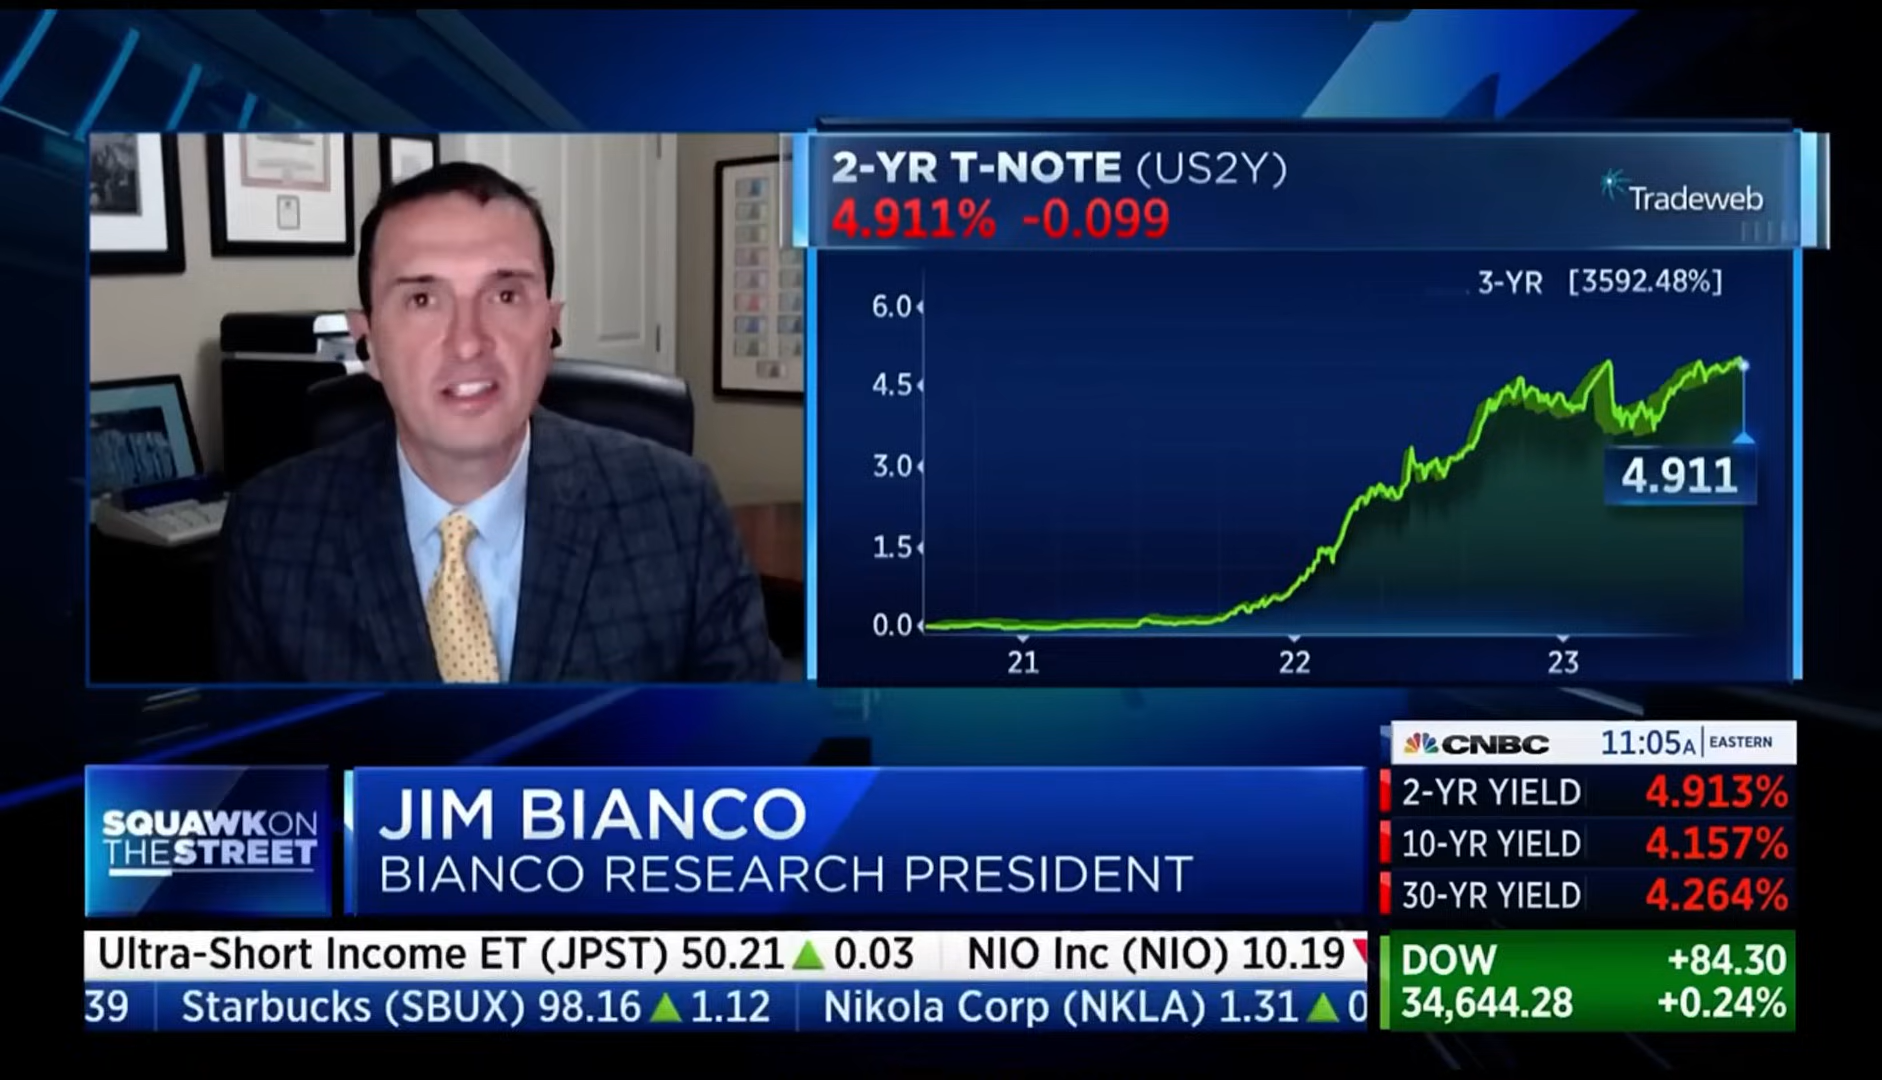 2-YR T-NOTE (US2Y)
4.911% -0.099
Tradeweb
3-YR [3592.48%]
6.0
4.5
3.0
1.5
0.0
4.911
21 22 23
CNBC 11:05A EASTERN
2-YR YIELD 4.913%
10-YR YIELD 4.157%
30-YR YIELD 4.264%
SQUAWK ON
THE STREET
JIM BIANCO
BIANCO RESEARCH PRESIDENT
Ultra-Short Income ET (JPST) 50.21 ▲ 0.03 NIO Inc (NIO) 10.19 ▼
39 Starbucks (SBUX) 98.16 ▲ 1.12 Nikola Corp (NKLA) 1.31 ▲ 0
DOW +84.30
34,644.28 +0.24%